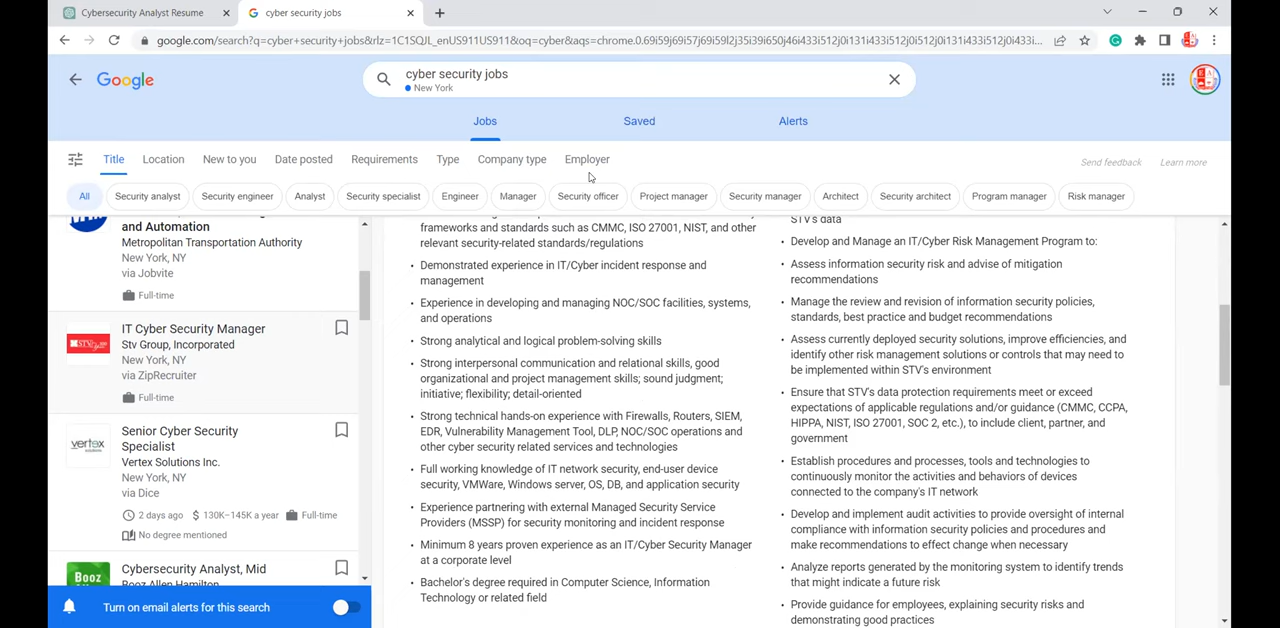 Cybersecurity Analyst Resume
cyber security jobs
google.com/search?q=cyber+security+jobs&rlz=1C1SQJL_enUS911US911&oq=cyber&aqs=chrome.0.69i59j69i57j69i59l2j35i39i650j46i433i512j0i131i433i512j0i512j0i131i433i512j0i433i...
Google
cyber security jobs
New York
Jobs
Saved
Alerts
Title
Location
New to you
Date posted
Requirements
Type
Company type
Employer
Send feedback
Learn more
All
Security analyst
Security engineer
Analyst
Security specialist
Engineer
Manager
Security officer
Project manager
Security manager
Architect
Security architect
Program manager
Risk manager
and Automation
Metropolitan Transportation Authority
New York, NY
via Jobvite
Full-time
IT Cyber Security Manager
Stv Group, Incorporated
New York, NY
via ZipRecruiter
Full-time
Senior Cyber Security
Specialist
vertex
Vertex Solutions Inc.
New York, NY
via Dice
2 days ago
130K–145K a year
Full-time
No degree mentioned
Cybersecurity Analyst, Mid
Booz
Booz Allen Hamilton
Turn on email alerts for this search
frameworks and standards such as CMMC, ISO 27001, NIST, and other
relevant security-related standards/regulations
• Demonstrated experience in IT/Cyber incident response and
management
• Experience in developing and managing NOC/SOC facilities, systems,
and operations
• Strong analytical and logical problem-solving skills
• Strong interpersonal communication and relational skills, good
organizational and project management skills; sound judgment;
initiative; flexibility; detail-oriented
• Strong technical hands-on experience with Firewalls, Routers, SIEM,
EDR, Vulnerability Management Tool, DLP, NOC/SOC operations and
other cyber security related services and technologies
• Full working knowledge of IT network security, end-user device
security, VMWare, Windows server, OS, DB, and application security
• Experience partnering with external Managed Security Service
Providers (MSSP) for security monitoring and incident response
• Minimum 8 years proven experience as an IT/Cyber Security Manager
at a corporate level
• Bachelor's degree required in Computer Science, Information
Technology or related field
STV's data
• Develop and Manage an IT/Cyber Risk Management Program to:
• Assess information security risk and advise of mitigation
recommendations
• Manage the review and revision of information security policies,
standards, best practice and budget recommendations
• Assess currently deployed security solutions, improve efficiencies, and
identify other risk management solutions or controls that may need to
be implemented within STV's environment
• Ensure that STV's data protection requirements meet or exceed
expectations of applicable regulations and/or guidance (CMMC, CCPA,
HIPPA, NIST, ISO 27001, SOC 2, etc.), to include client, partner, and
government
• Establish procedures and processes, tools and technologies to
continuously monitor the activities and behaviors of devices
connected to the company's IT network
• Develop and implement audit activities to provide oversight of internal
compliance with information security policies and procedures and
make recommendations to effect change when necessary
• Analyze reports generated by the monitoring system to identify trends
that might indicate a future risk
• Provide guidance for employees, explaining security risks and
demonstrating good practices